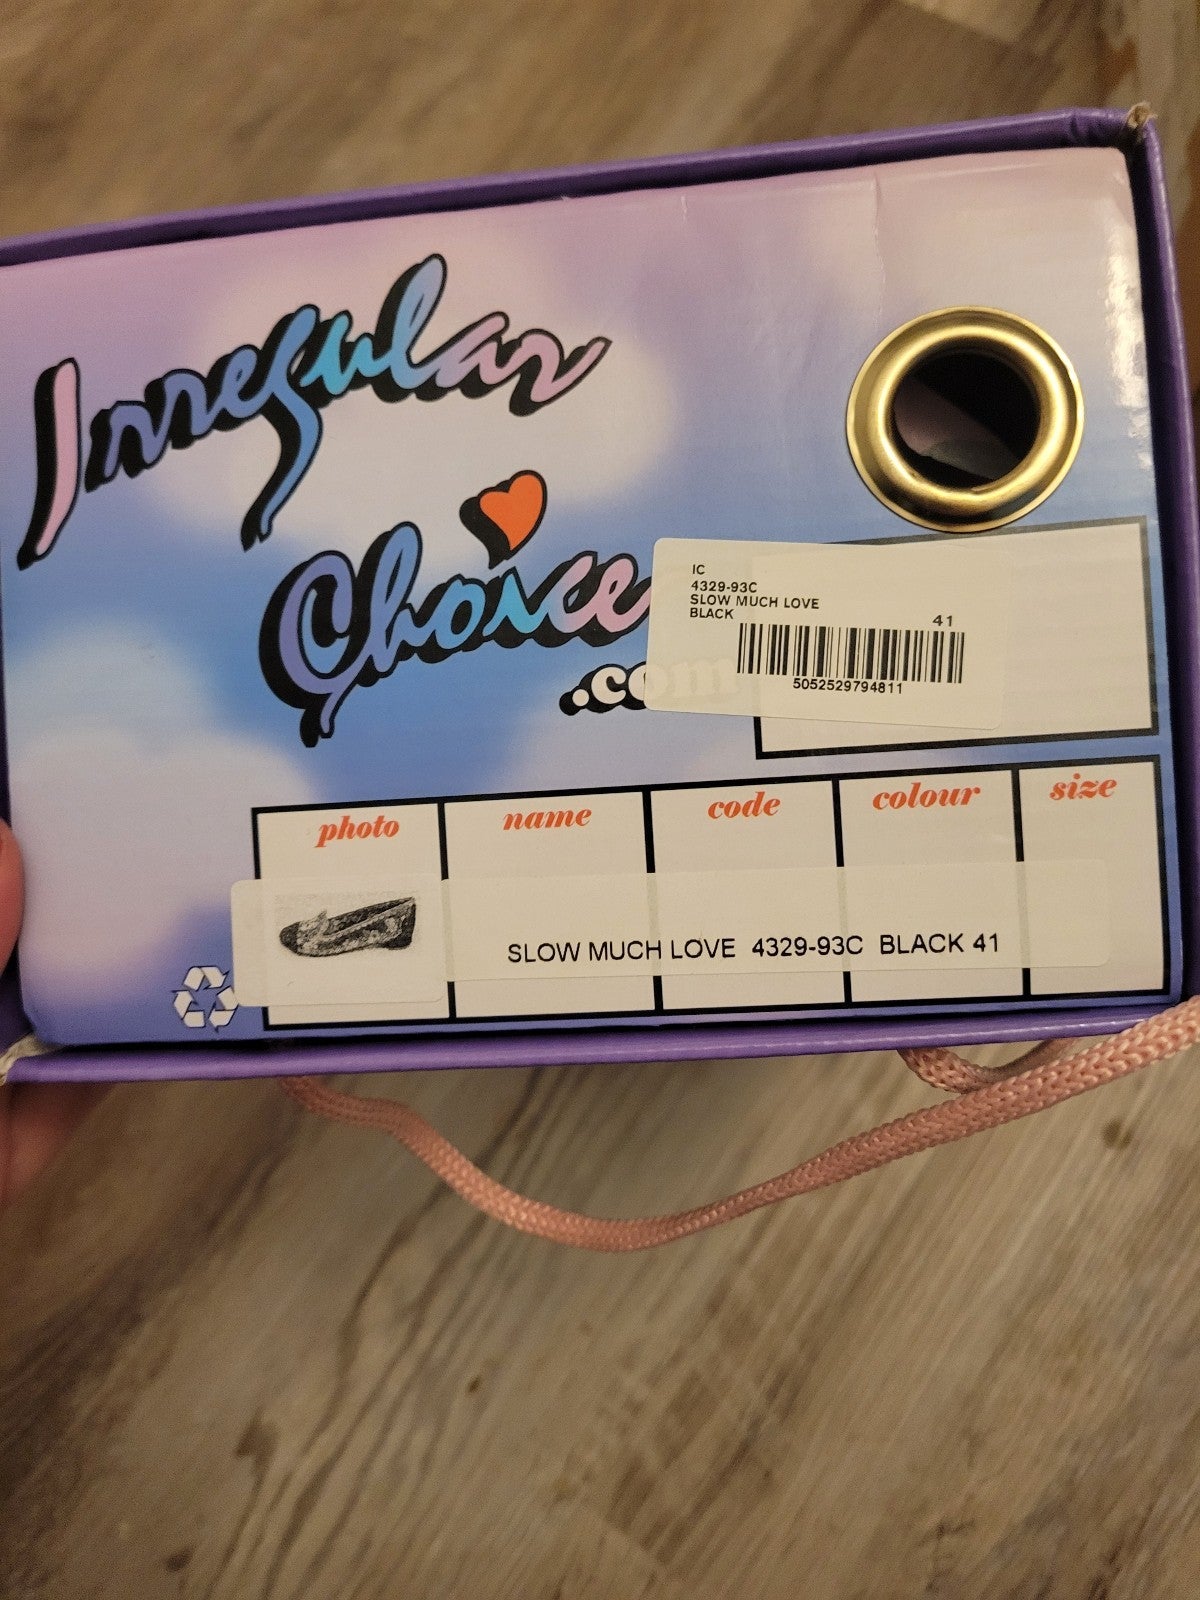 Irregular
Choice
.com
IC
4329-93C
SLOW MUCH LOVE
BLACK
41
5052529794811
photo name code colour size
SLOW MUCH LOVE 4329-93C BLACK 41